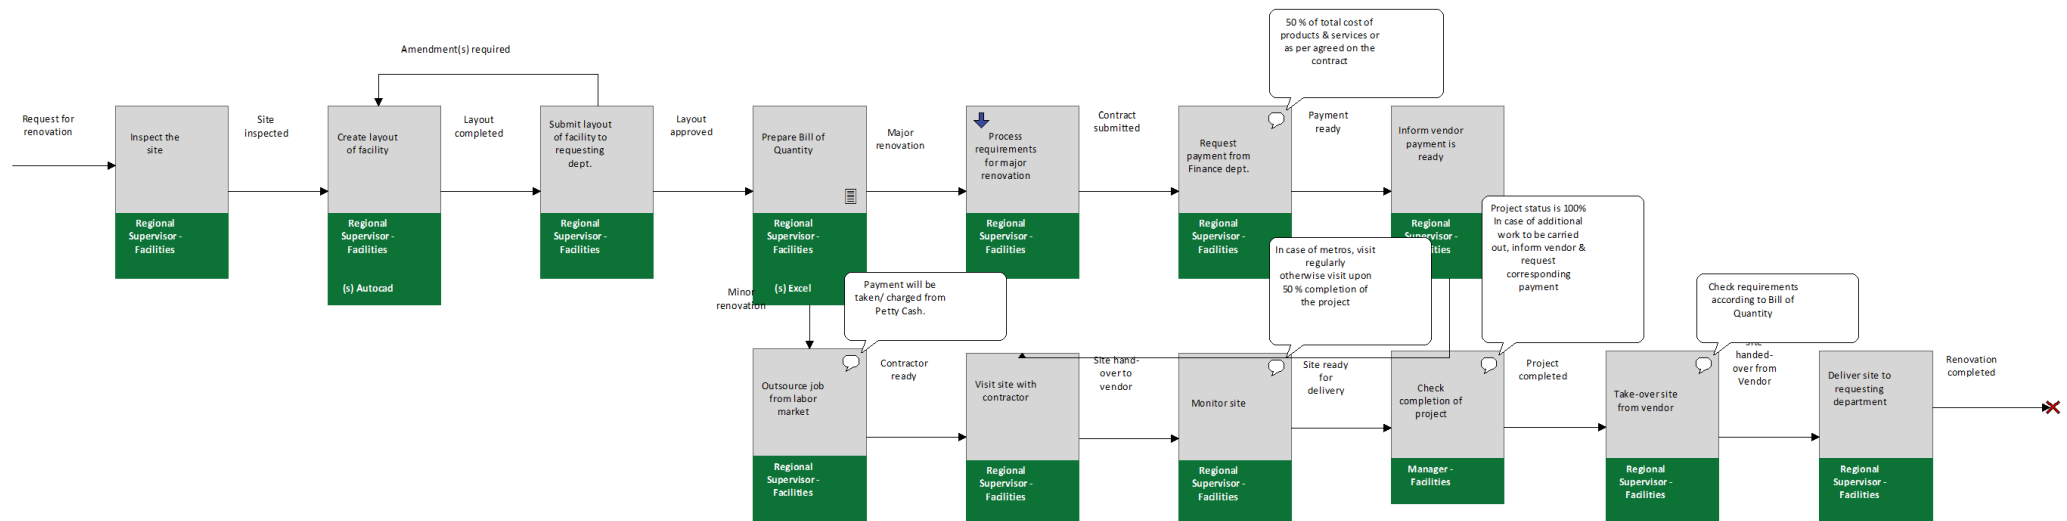 50 % of total cost of
products & services or
as per agreed on the
contract
Amendment(s) required
Request for
renovation
Inspect the
site
Regional
Supervisor -
Facilities
Site
inspected
Create layout
of facility
Regional
Supervisor -
Facilities
(s) Autocad
Layout
completed
Submit layout
of facility to
requesting
dept.
Regional
Supervisor -
Facilities
Layout
approved
Prepare Bill of
Quantity
Regional
Supervisor -
Facilities
(s) Excel
Major
renovation
Process
requirements
for major
renovation
Regional
Supervisor -
Facilities
Contract
submitted
Request
payment from
Finance dept.
Regional
Supervisor -
Facilities
Payment
ready
Inform vendor
payment is
ready
Regional
Project status is 100%
In case of additional
work to be carried
out, inform vendor &
request
corresponding
payment
In case of metros, visit
regularly
otherwise visit upon
50 % completion of
the project
Minor
renovation
Payment will be
taken/ charged from
Petty Cash.
Check requirements
according to Bill of
Quantity
Outsource job
from labor
market
Regional
Supervisor -
Facilities
Contractor
ready
Visit site with
contractor
Regional
Supervisor -
Facilities
Site hand-
over to
vendor
Monitor site
Regional
Supervisor -
Facilities
Site ready
for
delivery
Check
completion of
project
Manager -
Facilities
Project
completed
Take-over site
from vendor
Regional
Supervisor -
Facilities
handed-
over from
Vendor
Deliver site to
requesting
department
Regional
Supervisor -
Facilities
Renovation
completed